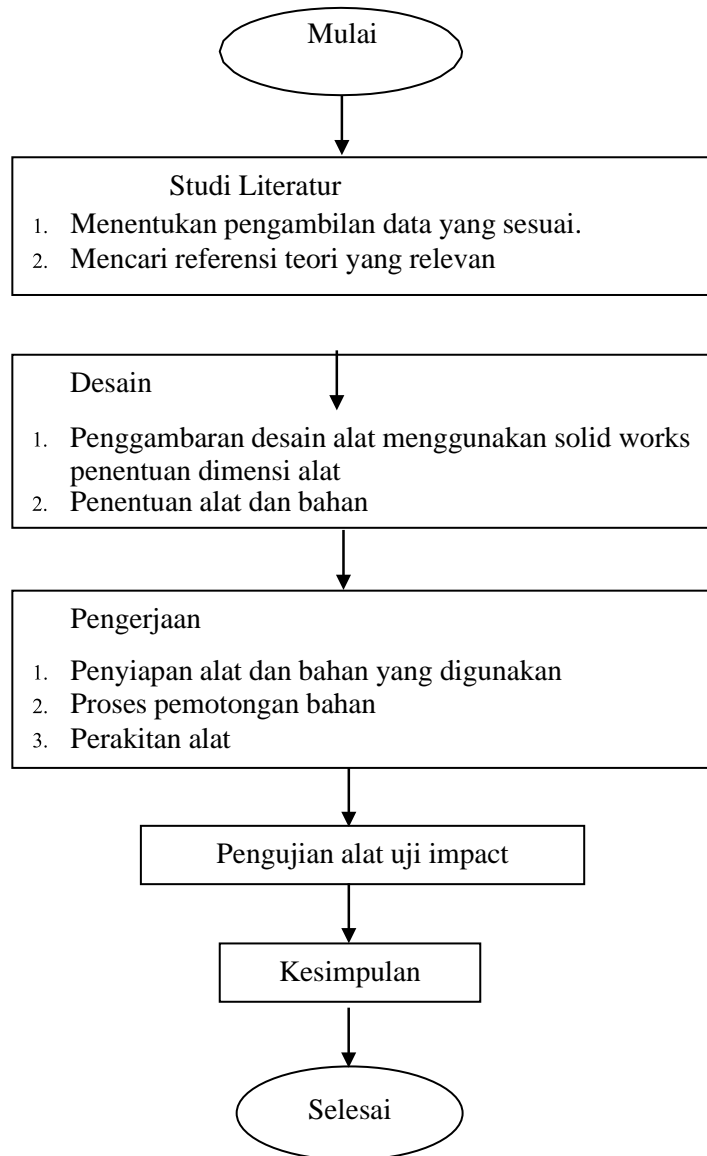 Mulai
Studi Literatur
1. Menentukan pengambilan data yang sesuai.
2. Mencari referensi teori yang relevan
Desain
1. Penggambaran desain alat menggunakan solid works
penentuan dimensi alat
2. Penentuan alat dan bahan
Pengerjaan
1. Penyiapan alat dan bahan yang digunakan
2. Proses pemotongan bahan
3. Perakitan alat
Pengujian alat uji impact
Kesimpulan
Selesai